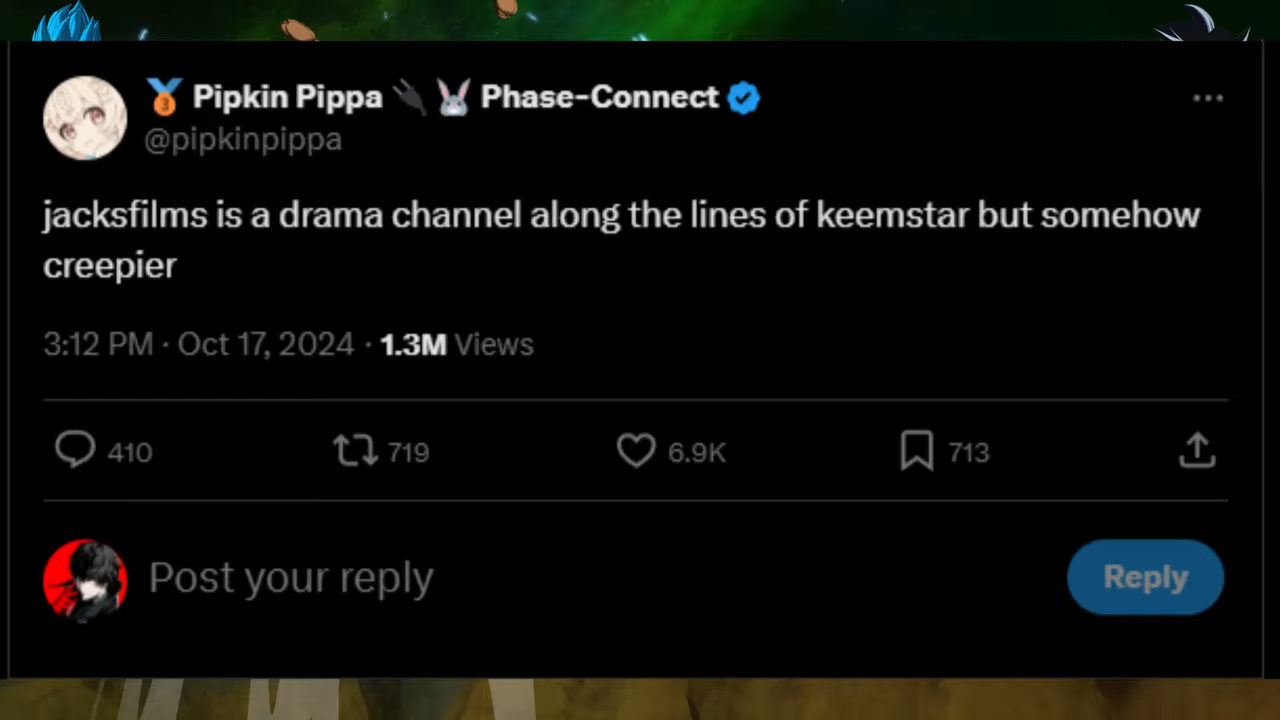 🥉 Pipkin Pippa 🔌🐰 Phase-Connect
@pipkinpippa
jacksfilms is a drama channel along the lines of keemstar but somehow
creepier
3:12 PM · Oct 17, 2024 · 1.3M Views
410 719 6.9K 713
Post your reply Reply